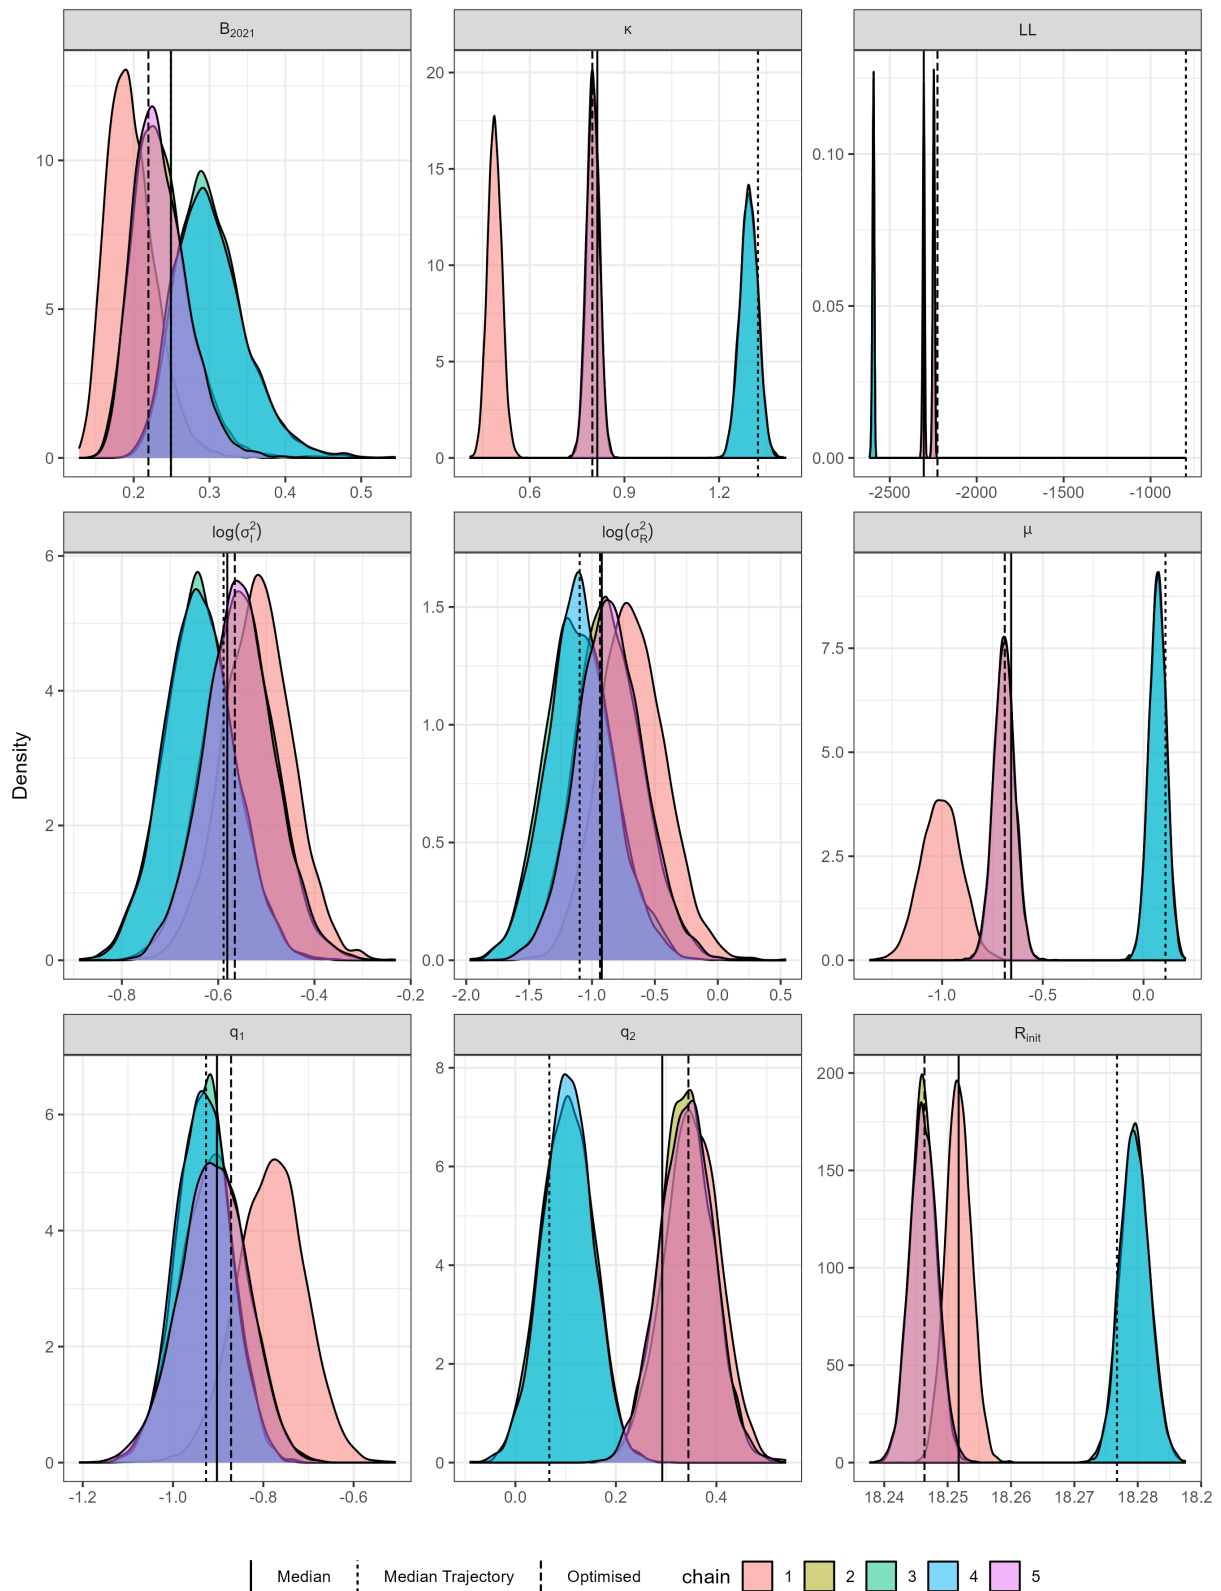 B2021 κ LL
10 5 0
20 15 10 5 0
0.10 0.05 0.00
0.2 0.3 0.4 0.5
0.6 0.9 1.2
-2500 -2000 -1500 -1000
log(σ²I) log(σ²R) μ
6 4 2 0
1.5 1.0 0.5 0.0
7.5 5.0 2.5 0.0
Density
-0.8 -0.6 -0.4 -0.2
-2.0 -1.5 -1.0 -0.5 0.0 0.5
-1.0 -0.5 0.0
q1 q2 Rinit
6 4 2 0
8 6 4 2 0
200 150 100 50 0
-1.2 -1.0 -0.8 -0.6
0.0 0.2 0.4
18.24 18.25 18.26 18.27 18.28 18.2
Median Median Trajectory Optimised chain 1 2 3 4 5